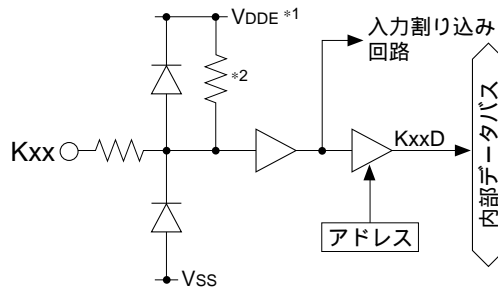 VDDE *1
入力割り込み
回路
*2
Kxx
KxxD
アドレス
内部データバス
VSS